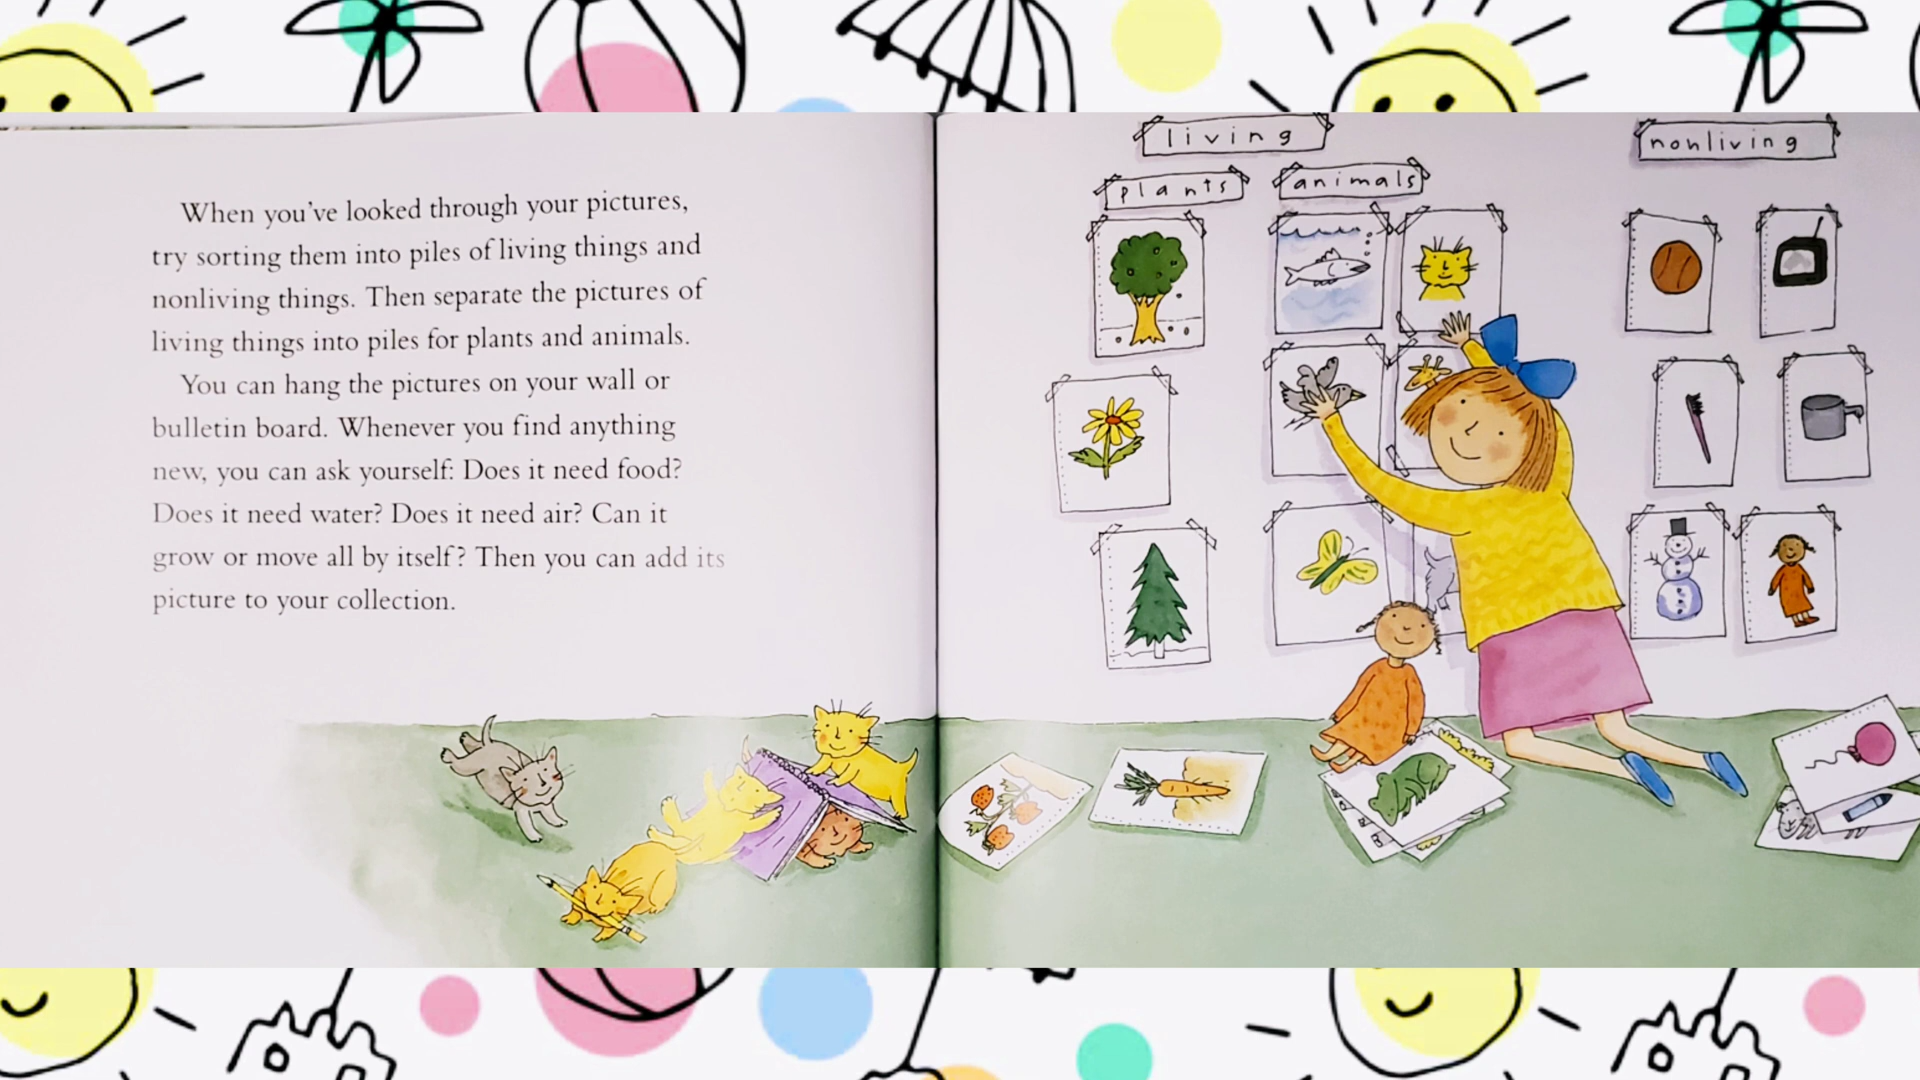 When you've looked through your pictures,
try sorting them into piles of living things and
nonliving things. Then separate the pictures of
living things into piles for plants and animals.
You can hang the pictures on your wall or
bulletin board. Whenever you find anything
new, you can ask yourself: Does it need food?
Does it need water? Does it need air? Can it
grow or move all by itself? Then you can add its
picture to your collection.
living
nonliving
plants
animals